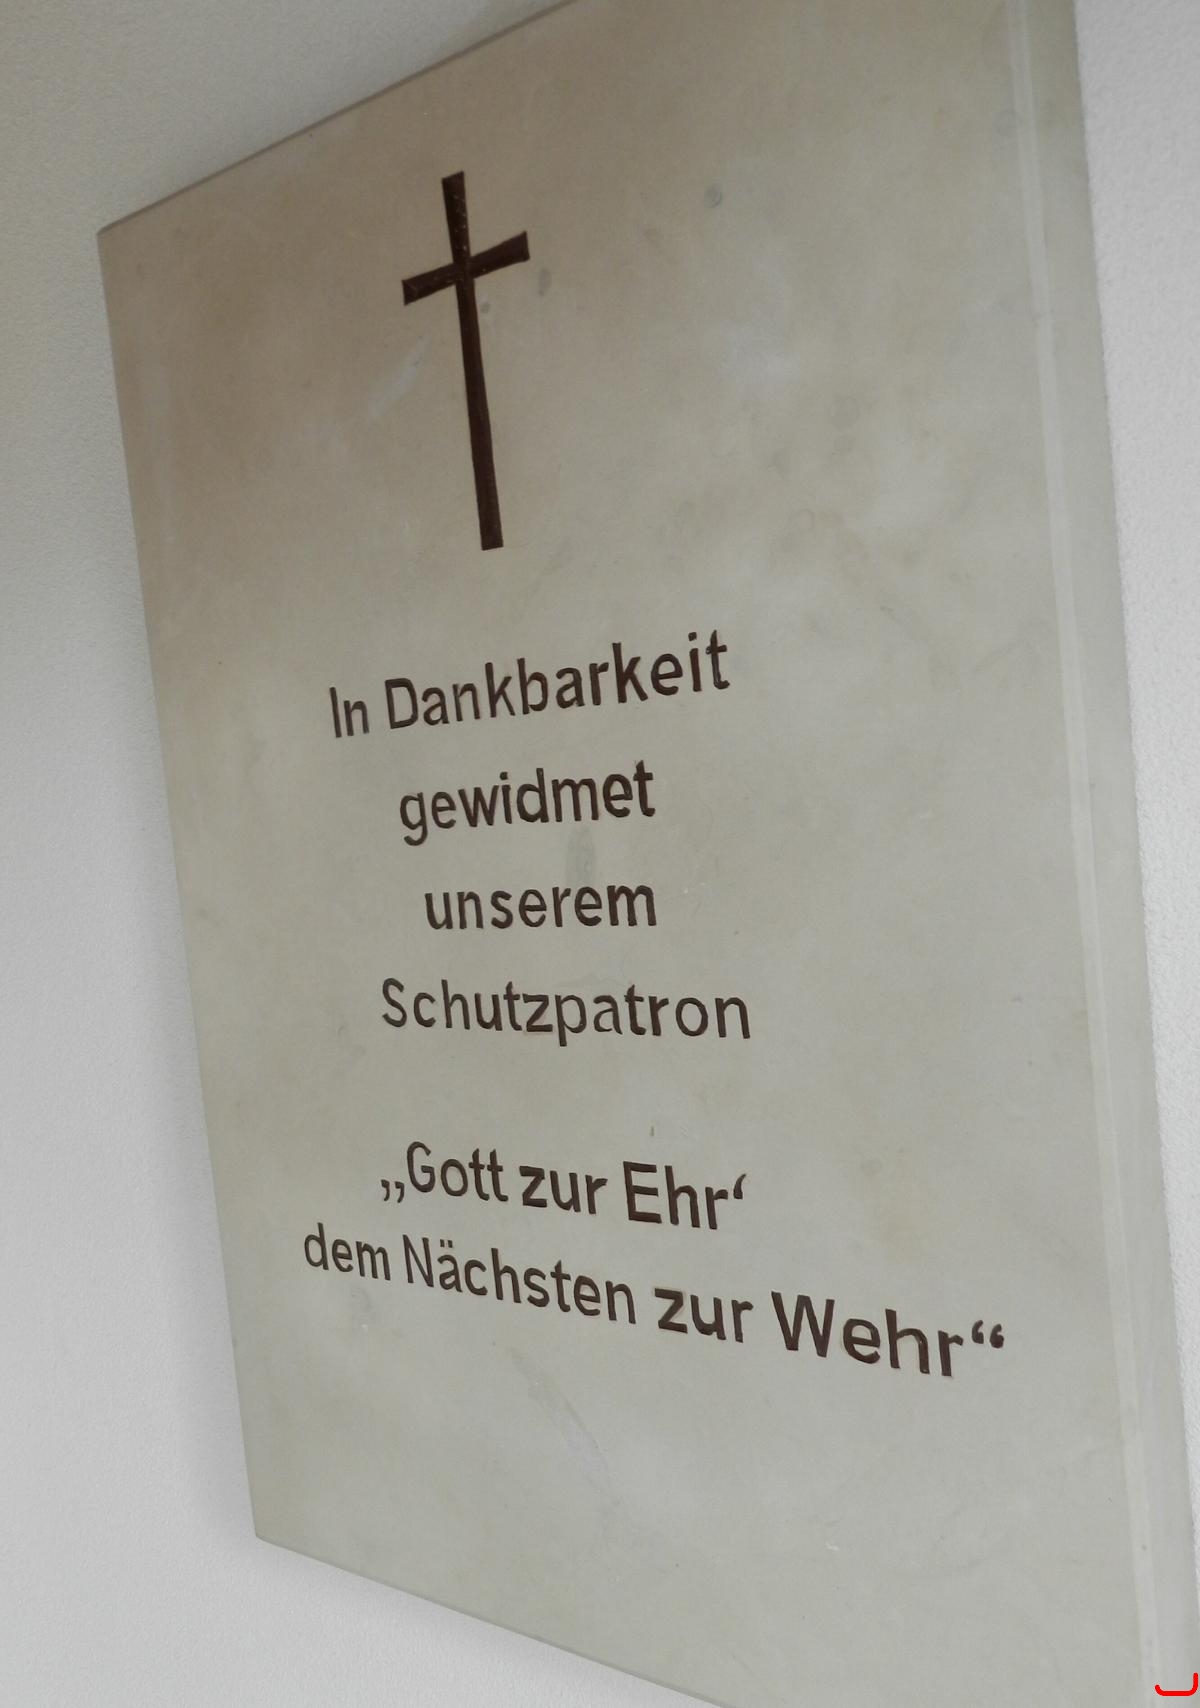 In Dankbarkeit
gewidmet
unserem
Schutzpatron
„Gott zur Ehr‘
dem Nächsten zur Wehr“